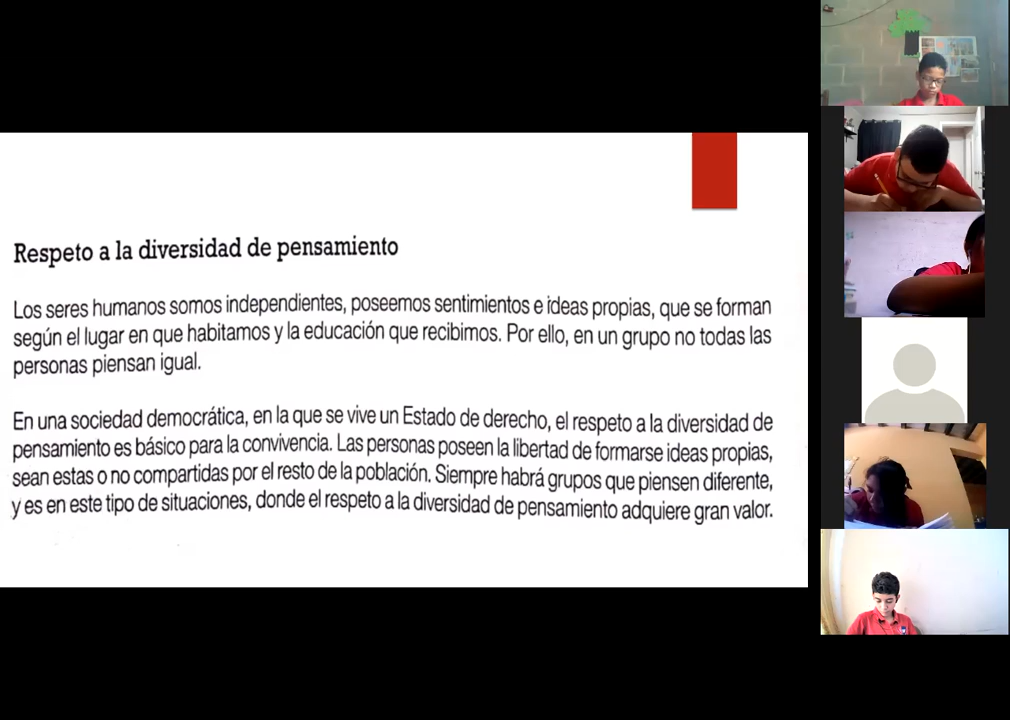 Respeto a la diversidad de pensamiento
Los seres humanos somos independientes, poseemos sentimientos e ideas propias, que se forman
según el lugar en que habitamos y la educación que recibimos. Por ello, en un grupo no todas las
personas piensan igual.
En una sociedad democrática, en la que se vive un Estado de derecho, el respeto a la diversidad de
pensamiento es básico para la convivencia. Las personas poseen la libertad de formarse ideas propias,
sean estas o no compartidas por el resto de la población. Siempre habrá grupos que piensen diferente,
y es en este tipo de situaciones, donde el respeto a la diversidad de pensamiento adquiere gran valor.